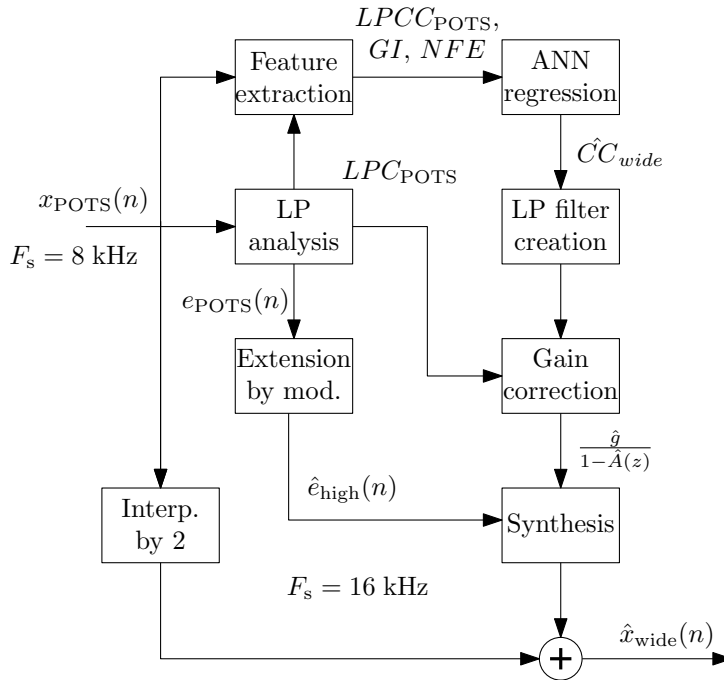 LPCC_POTS,
GI, NFE
Feature
extraction
ANN
regression
ĈC_wide
LPC_POTS
x_POTS(n)
LP
analysis
LP filter
creation
F_s = 8 kHz
e_POTS(n)
Extension
by mod.
Gain
correction
ĝ / 1−Â(z)
ê_high(n)
Interp.
by 2
Synthesis
F_s = 16 kHz
x̂_wide(n)
+